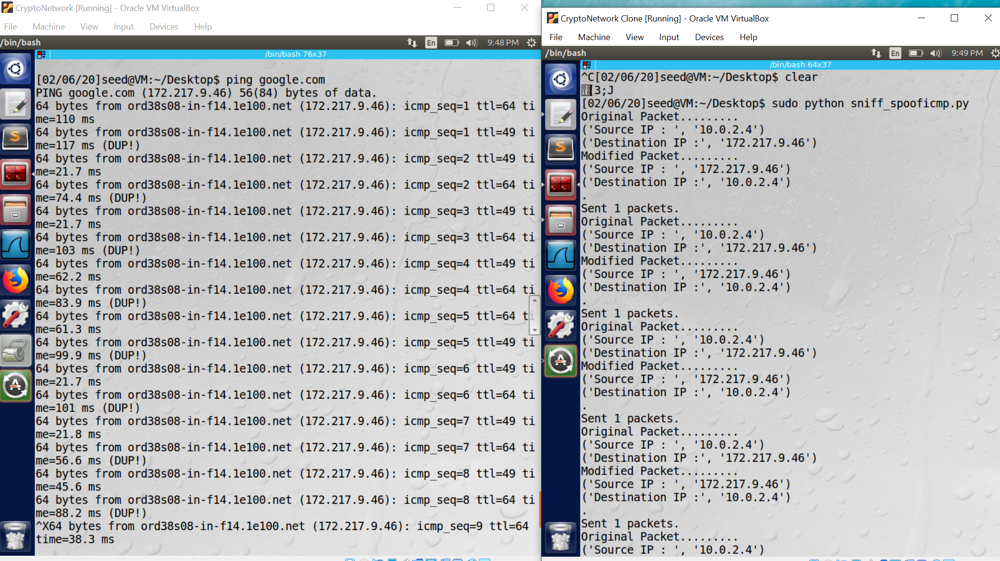 CryptoNetwork [Running] - Oracle VM VirtualBox
File Machine View Input Devices Help
/bin/bash
En 9:48 PM
/bin/bash 76x37
[02/06/20]seed@VM:~/Desktop$ ping google.com
PING google.com (172.217.9.46) 56(84) bytes of data.
64 bytes from ord38s08-in-f14.1e100.net (172.217.9.46): icmp_seq=1 ttl=64 ti
me=110 ms
64 bytes from ord38s08-in-f14.1e100.net (172.217.9.46): icmp_seq=1 ttl=49 ti
me=117 ms (DUP!)
64 bytes from ord38s08-in-f14.1e100.net (172.217.9.46): icmp_seq=2 ttl=49 ti
me=21.7 ms
64 bytes from ord38s08-in-f14.1e100.net (172.217.9.46): icmp_seq=2 ttl=64 ti
me=74.4 ms (DUP!)
64 bytes from ord38s08-in-f14.1e100.net (172.217.9.46): icmp_seq=3 ttl=49 ti
me=21.7 ms
64 bytes from ord38s08-in-f14.1e100.net (172.217.9.46): icmp_seq=3 ttl=64 ti
me=103 ms (DUP!)
64 bytes from ord38s08-in-f14.1e100.net (172.217.9.46): icmp_seq=4 ttl=49 ti
me=62.2 ms
64 bytes from ord38s08-in-f14.1e100.net (172.217.9.46): icmp_seq=4 ttl=64 ti
me=83.9 ms (DUP!)
64 bytes from ord38s08-in-f14.1e100.net (172.217.9.46): icmp_seq=5 ttl=64 ti
me=61.3 ms
64 bytes from ord38s08-in-f14.1e100.net (172.217.9.46): icmp_seq=5 ttl=49 ti
me=99.9 ms (DUP!)
64 bytes from ord38s08-in-f14.1e100.net (172.217.9.46): icmp_seq=6 ttl=49 ti
me=21.7 ms
64 bytes from ord38s08-in-f14.1e100.net (172.217.9.46): icmp_seq=6 ttl=64 ti
me=101 ms (DUP!)
64 bytes from ord38s08-in-f14.1e100.net (172.217.9.46): icmp_seq=7 ttl=49 ti
me=21.8 ms
64 bytes from ord38s08-in-f14.1e100.net (172.217.9.46): icmp_seq=7 ttl=64 ti
me=56.6 ms (DUP!)
64 bytes from ord38s08-in-f14.1e100.net (172.217.9.46): icmp_seq=8 ttl=49 ti
me=45.6 ms
64 bytes from ord38s08-in-f14.1e100.net (172.217.9.46): icmp_seq=8 ttl=64 ti
me=88.2 ms (DUP!)
^X64 bytes from ord38s08-in-f14.1e100.net (172.217.9.46): icmp_seq=9 ttl=64
time=38.3 ms
CryptoNetwork Clone [Running] - Oracle VM VirtualBox
File Machine View Input Devices Help
/bin/bash
En 9:49 PM
/bin/bash 64x37
^C[02/06/20]seed@VM:~/Desktop$ clear
3;J
[02/06/20]seed@VM:~/Desktop$ sudo python sniff_spooficmp.py
Original Packet.........
('Source IP : ', '10.0.2.4')
('Destination IP :', '172.217.9.46')
Modified Packet.........
('Source IP : ', '172.217.9.46')
('Destination IP :', '10.0.2.4')
.
Sent 1 packets.
Original Packet.........
('Source IP : ', '10.0.2.4')
('Destination IP :', '172.217.9.46')
Modified Packet.........
('Source IP : ', '172.217.9.46')
('Destination IP :', '10.0.2.4')
.
Sent 1 packets.
Original Packet.........
('Source IP : ', '10.0.2.4')
('Destination IP :', '172.217.9.46')
Modified Packet.........
('Source IP : ', '172.217.9.46')
('Destination IP :', '10.0.2.4')
.
Sent 1 packets.
Original Packet.........
('Source IP : ', '10.0.2.4')
('Destination IP :', '172.217.9.46')
Modified Packet.........
('Source IP : ', '172.217.9.46')
('Destination IP :', '10.0.2.4')
.
Sent 1 packets.
Original Packet.........
('Source IP : ', '10.0.2.4')